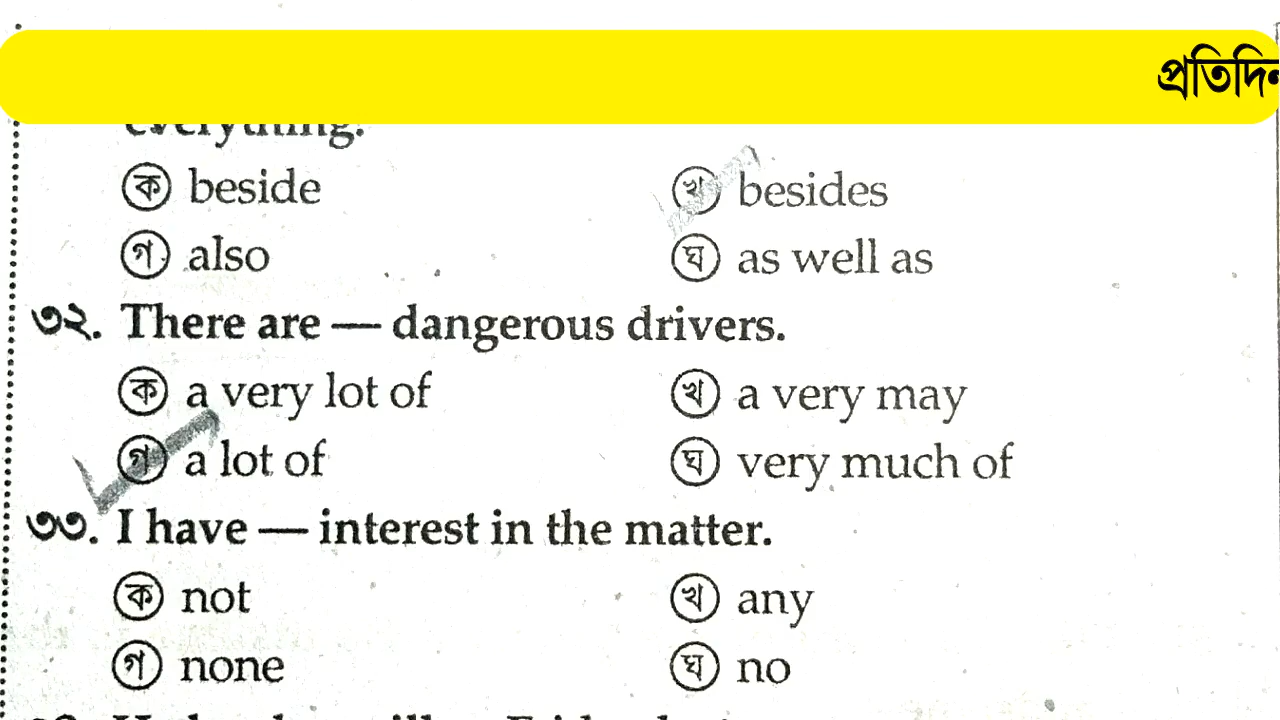 প্রতিদিন
everything.
ক beside
খ besides
গ also
ঘ as well as
৩২. There are — dangerous drivers.
ক a very lot of
খ a very may
গ a lot of
ঘ very much of
৩৩. I have — interest in the matter.
ক not
খ any
গ none
ঘ no